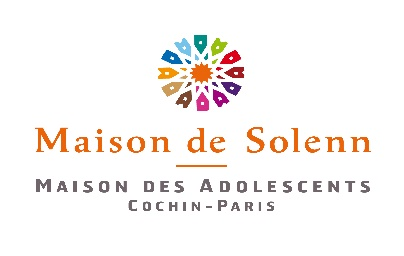 Maison de Solenn
MAISON DES ADOLESCENTS
COCHIN-PARIS